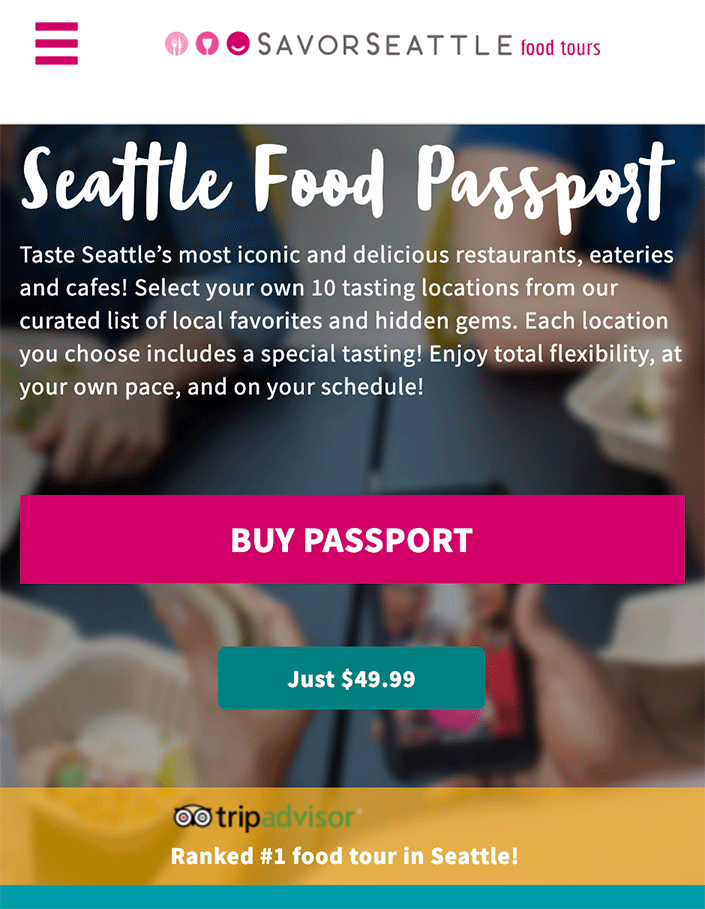 SAVORSEATTLE food tours
Seattle Food Passport
Taste Seattle’s most iconic and delicious restaurants, eateries
and cafes! Select your own 10 tasting locations from our
curated list of local favorites and hidden gems. Each location
you choose includes a special tasting! Enjoy total flexibility, at
your own pace, and on your schedule!
BUY PASSPORT
Just $49.99
tripadvisor®
Ranked #1 food tour in Seattle!